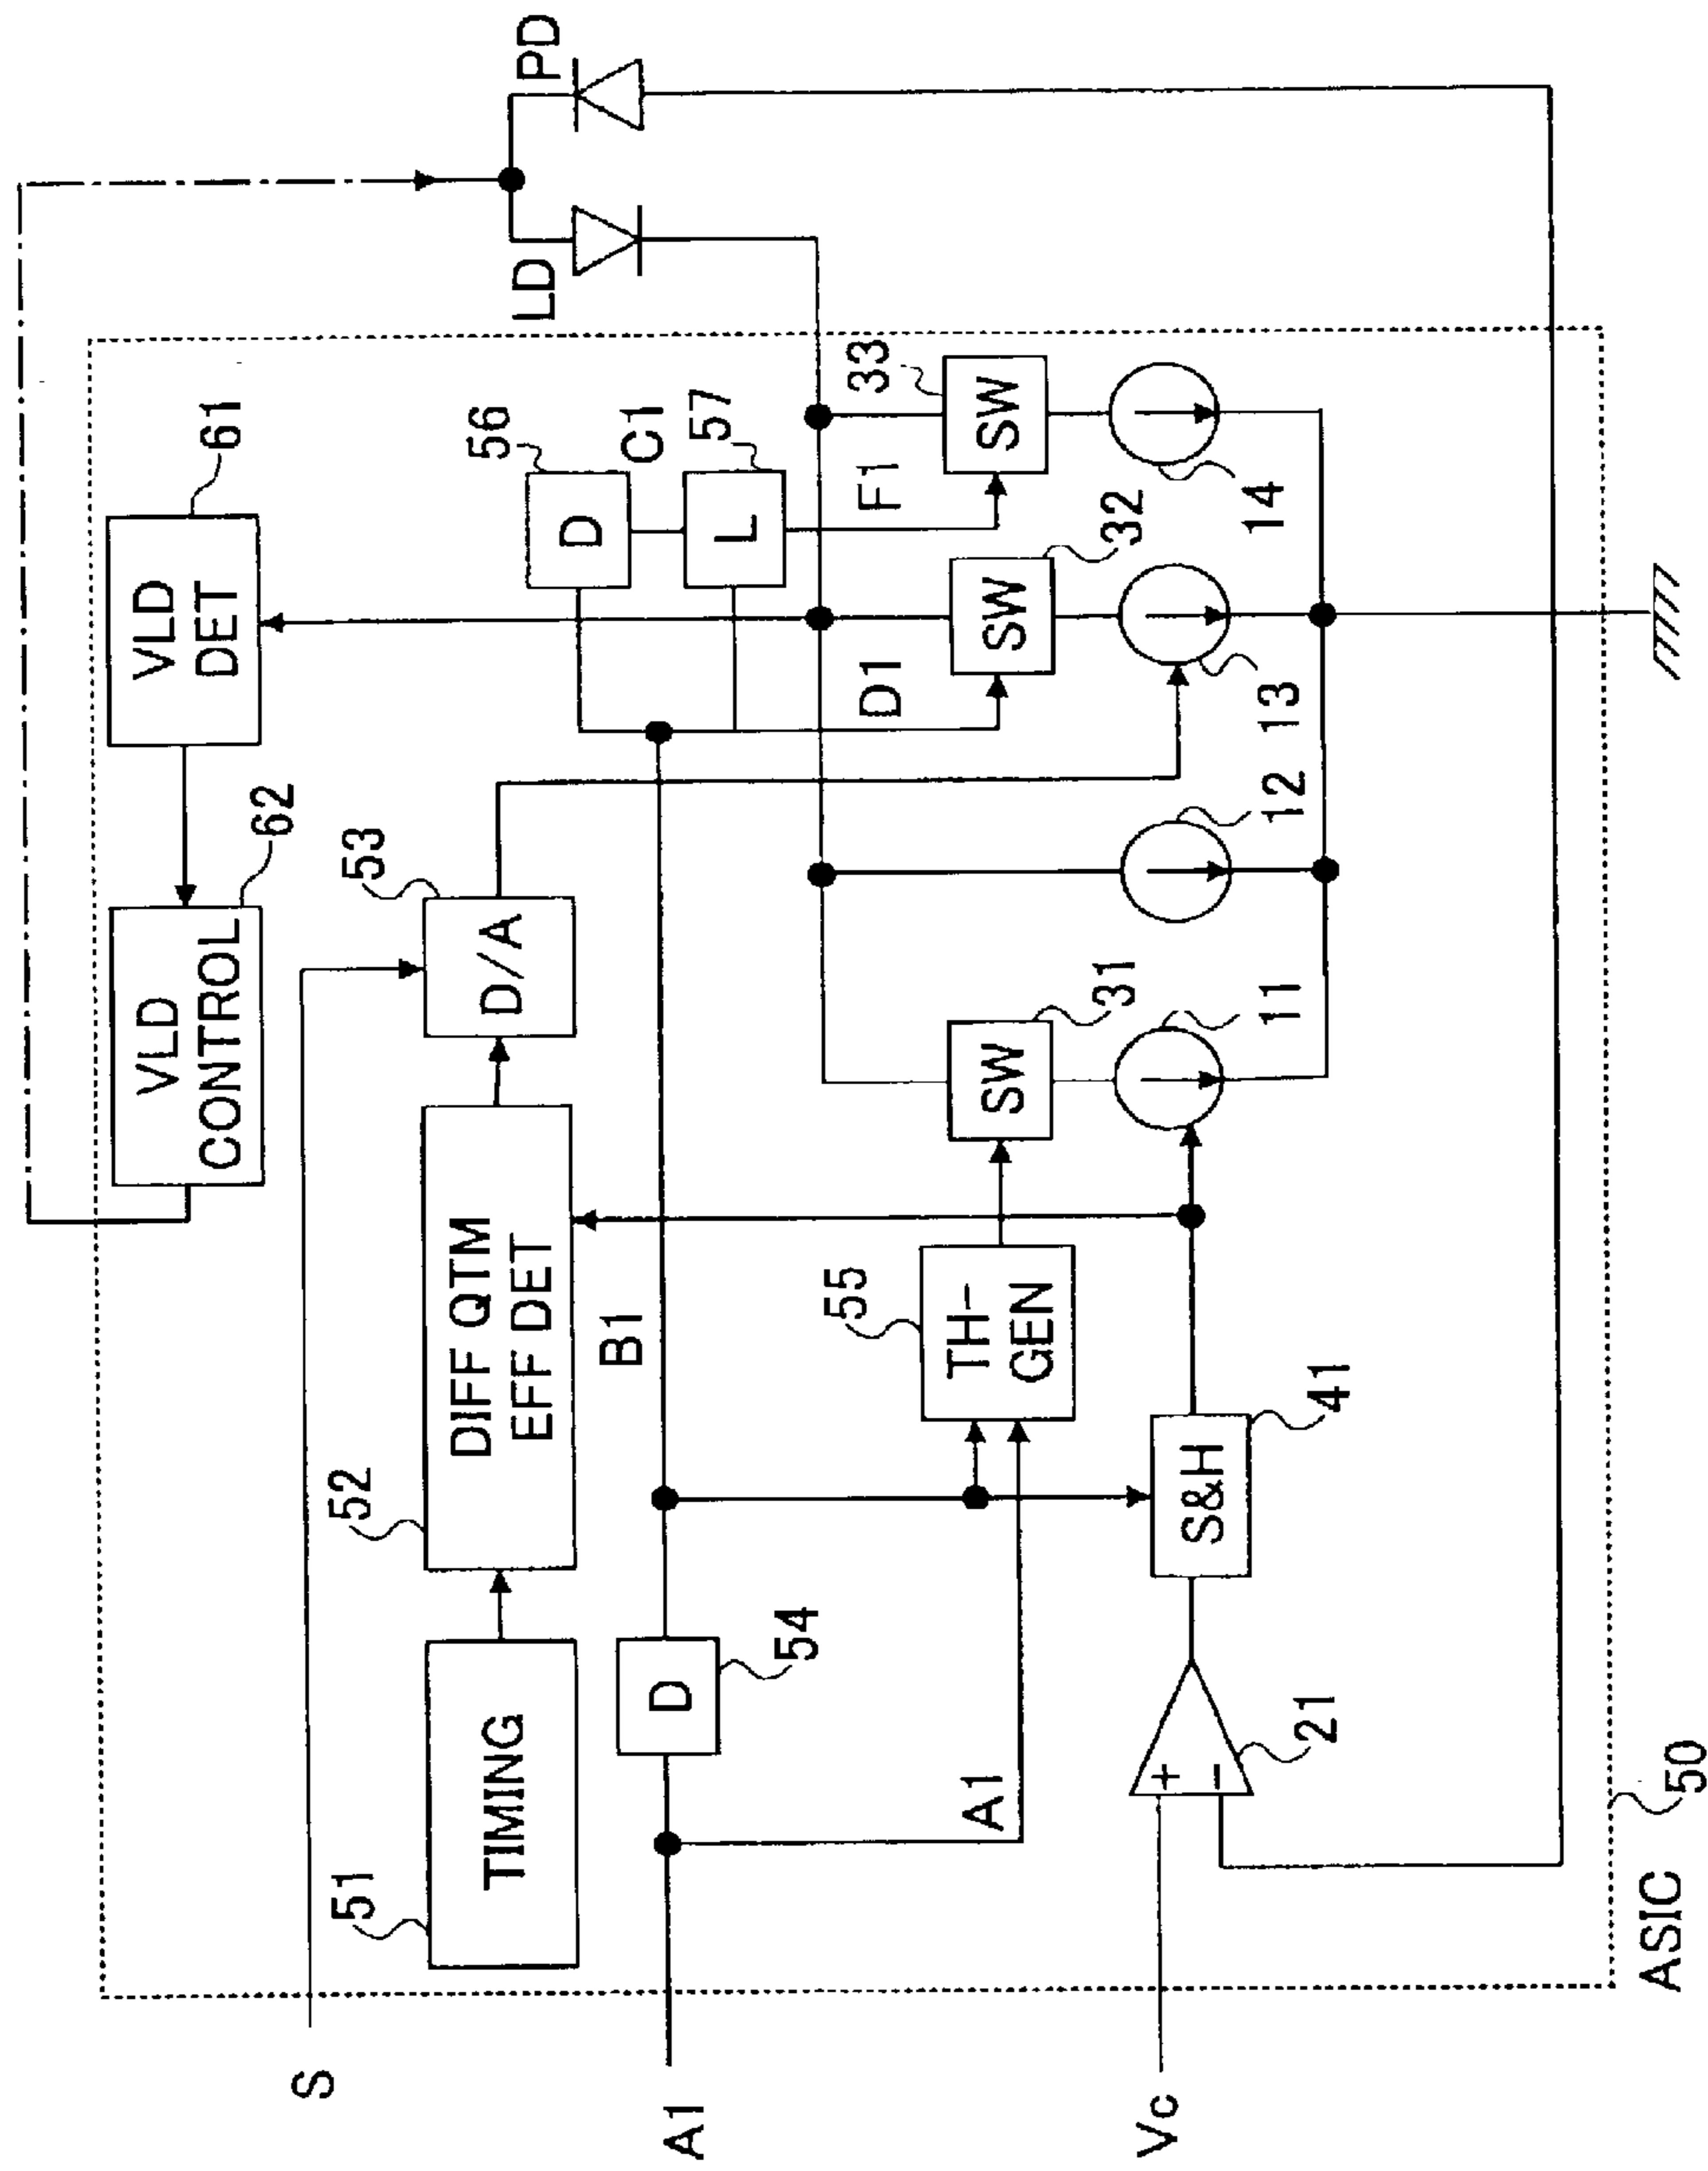 VLD
CONTROL
62
VLD
DET
61
S
51
TIMING
52
DIFF QTM
EFF DET
53
D/A
56
D
C1
LD
PD
A1
D
54
B1
L
57
A1
55
TH-
GEN
D1
F1
33
SW
31
SW
32
SW
Vc
+
-
21
S&H
41
11
12
13
14
ASIC
50